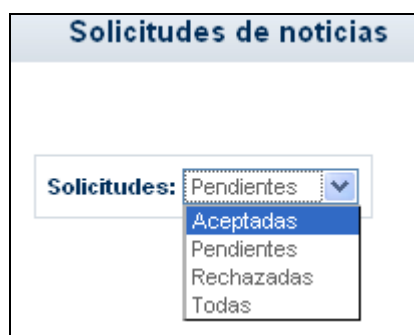 Solicitudes de noticias
Solicitudes: Pendientes
Aceptadas
Pendientes
Rechazadas
Todas